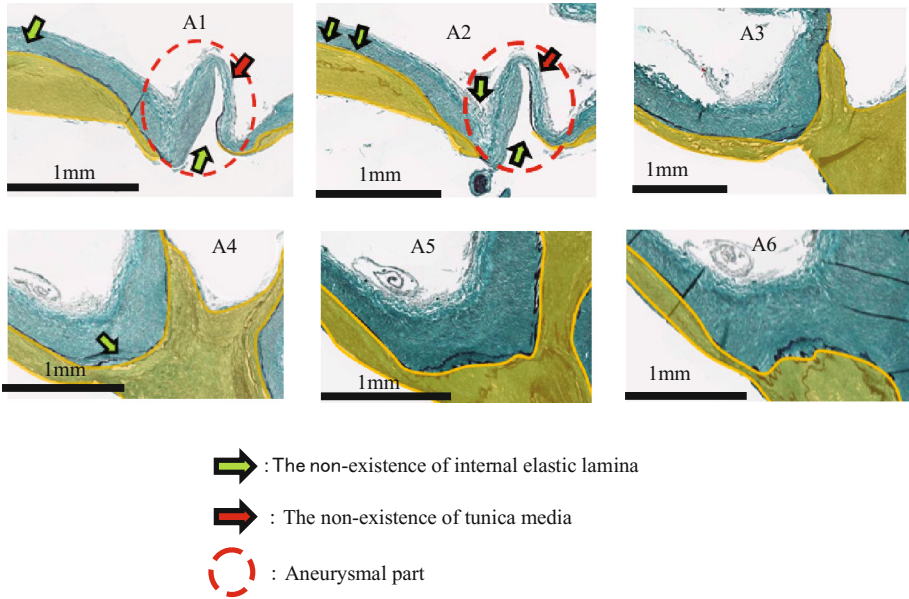 A1
A2
A3
1mm
1mm
1mm
A4
A5
A6
1mm
1mm
1mm
: The non-existence of internal elastic lamina
: The non-existence of tunica media
: Aneurysmal part